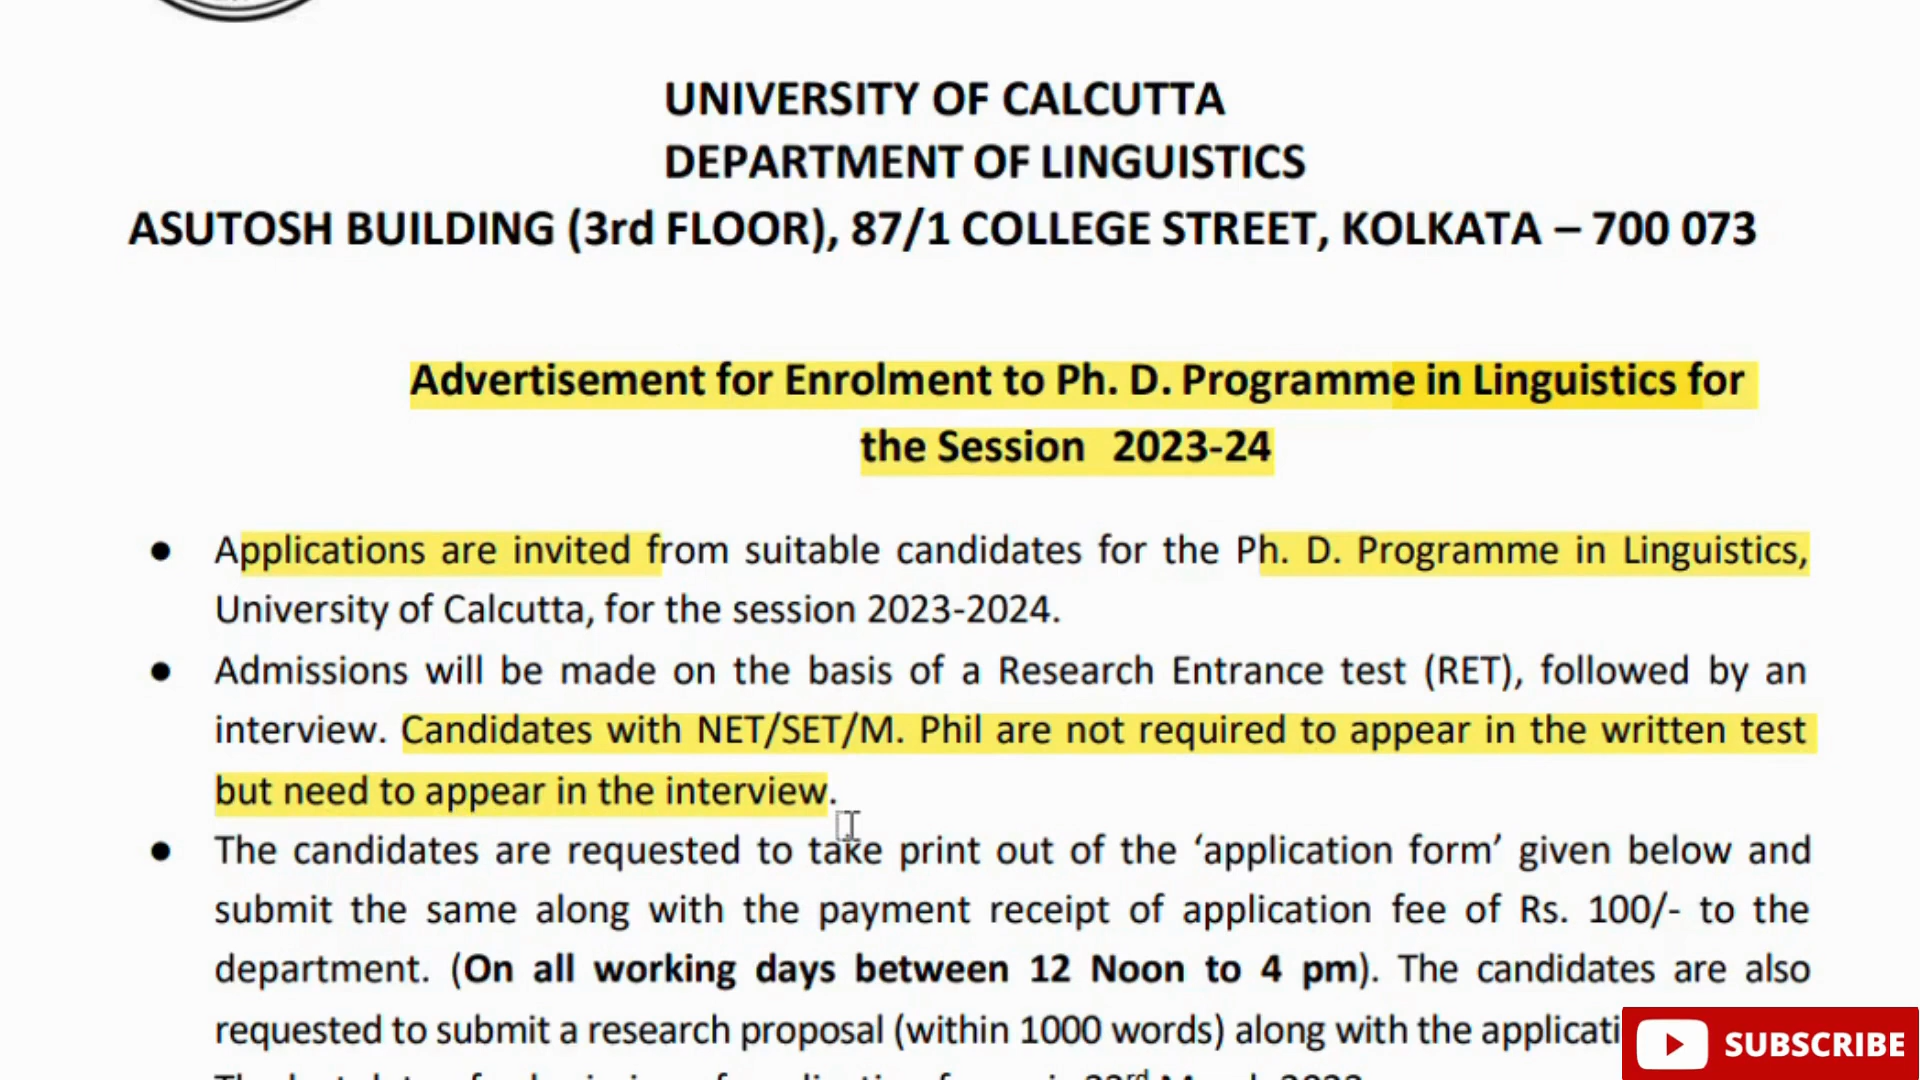 UNIVERSITY OF CALCUTTA
DEPARTMENT OF LINGUISTICS
ASUTOSH BUILDING (3rd FLOOR), 87/1 COLLEGE STREET, KOLKATA – 700 073
Advertisement for Enrolment to Ph. D. Programme in Linguistics for
the Session 2023-24
● Applications are invited from suitable candidates for the Ph. D. Programme in Linguistics,
University of Calcutta, for the session 2023-2024.
● Admissions will be made on the basis of a Research Entrance test (RET), followed by an
interview. Candidates with NET/SET/M. Phil are not required to appear in the written test
but need to appear in the interview.
● The candidates are requested to take print out of the ‘application form’ given below and
submit the same along with the payment receipt of application fee of Rs. 100/- to the
department. (On all working days between 12 Noon to 4 pm). The candidates are also
requested to submit a research proposal (within 1000 words) along with the applicati
SUBSCRIBE